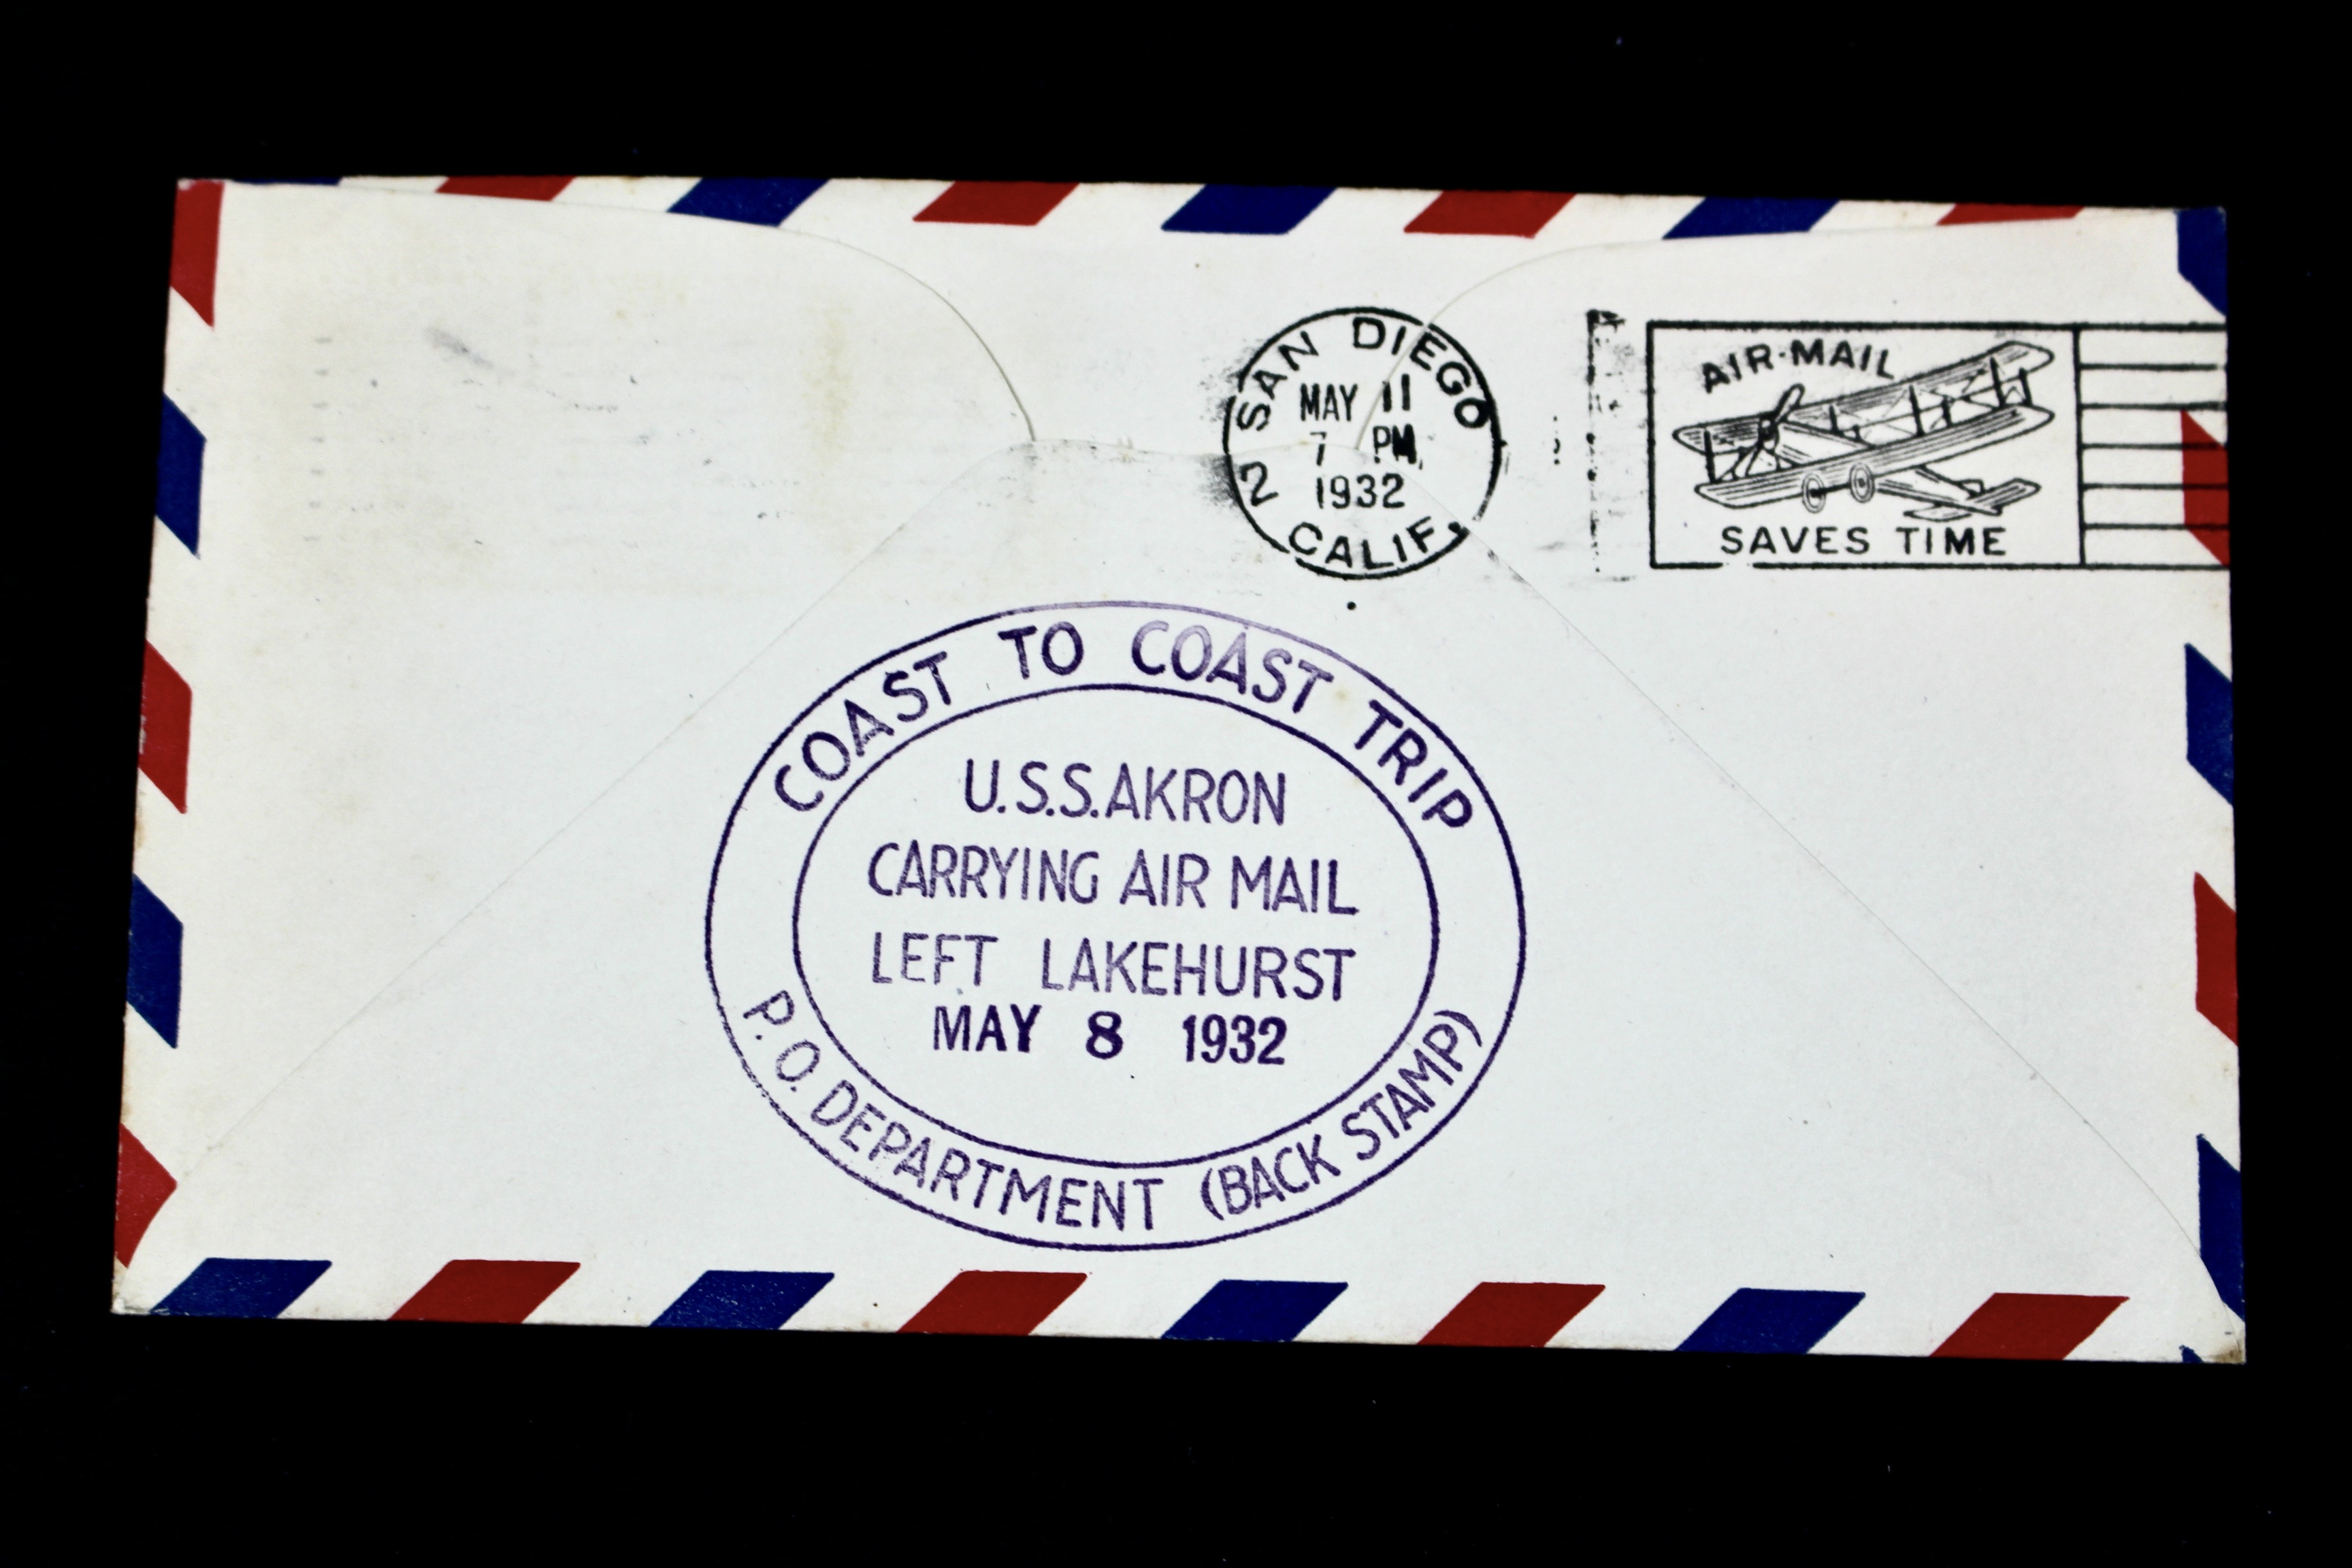 SAN DIEGO
MAY 11
7 PM
1932
2
CALIF.
AIR-MAIL
SAVES TIME
COAST TO COAST TRIP
U.S.S. AKRON
CARRYING AIR MAIL
LEFT LAKEHURST
MAY 8 1932
P. O. DEPARTMENT (BACK STAMP)